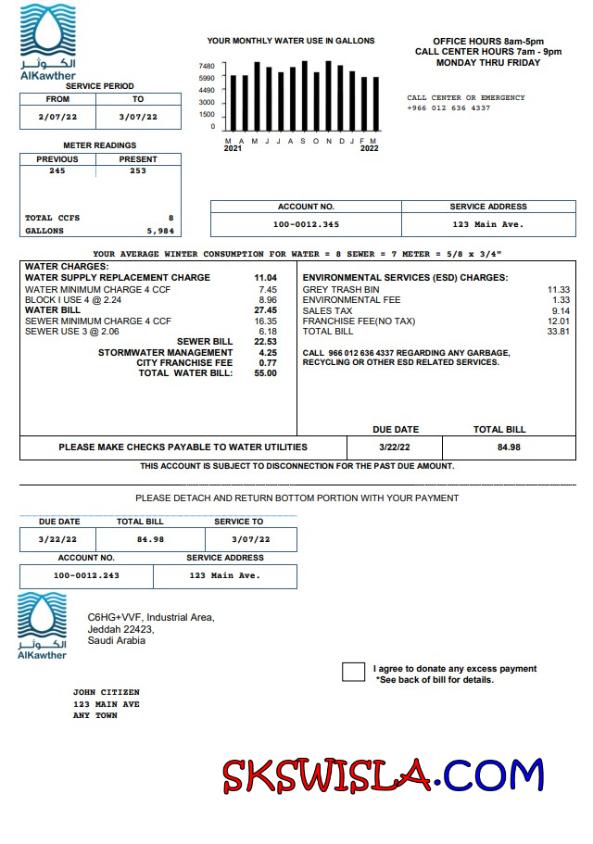 الكـوثـر
AlKawther
YOUR MONTHLY WATER USE IN GALLONS
7480
5990
4490
3000
1500
0
M A M J J A S O N D J F M
2021 2022
OFFICE HOURS 8am-5pm
CALL CENTER HOURS 7am - 9pm
MONDAY THRU FRIDAY
CALL CENTER OR EMERGENCY
+966 012 636 4337
SERVICE PERIOD
FROM TO
2/07/22 3/07/22
METER READINGS
PREVIOUS PRESENT
245 253
TOTAL CCFS 8
GALLONS 5,984
ACCOUNT NO. SERVICE ADDRESS
100-0012.345 123 Main Ave.
YOUR AVERAGE WINTER CONSUMPTION FOR WATER = 8 SEWER = 7 METER = 5/8 x 3/4"
WATER CHARGES:
WATER SUPPLY REPLACEMENT CHARGE 11.04
WATER MINIMUM CHARGE 4 CCF 7.45
BLOCK I USE 4 @ 2.24 8.96
WATER BILL 27.45
SEWER MINIMUM CHARGE 4 CCF 16.35
SEWER USE 3 @ 2.06 6.18
SEWER BILL 22.53
STORMWATER MANAGEMENT 4.25
CITY FRANCHISE FEE 0.77
TOTAL WATER BILL: 55.00
ENVIRONMENTAL SERVICES (ESD) CHARGES:
GREY TRASH BIN 11.33
ENVIRONMENTAL FEE 1.33
SALES TAX 9.14
FRANCHISE FEE(NO TAX) 12.01
TOTAL BILL 33.81
CALL 966 012 636 4337 REGARDING ANY GARBAGE,
RECYCLING OR OTHER ESD RELATED SERVICES.
DUE DATE TOTAL BILL
PLEASE MAKE CHECKS PAYABLE TO WATER UTILITIES 3/22/22 84.98
THIS ACCOUNT IS SUBJECT TO DISCONNECTION FOR THE PAST DUE AMOUNT.
PLEASE DETACH AND RETURN BOTTOM PORTION WITH YOUR PAYMENT
DUE DATE TOTAL BILL SERVICE TO
3/22/22 84.98 3/07/22
ACCOUNT NO. SERVICE ADDRESS
100-0012.243 123 Main Ave.
الكـوثـر
AlKawther
C6HG+VVF, Industrial Area,
Jeddah 22423,
Saudi Arabia
I agree to donate any excess payment
*See back of bill for details.
JOHN CITIZEN
123 MAIN AVE
ANY TOWN
SKSWISLA.COM